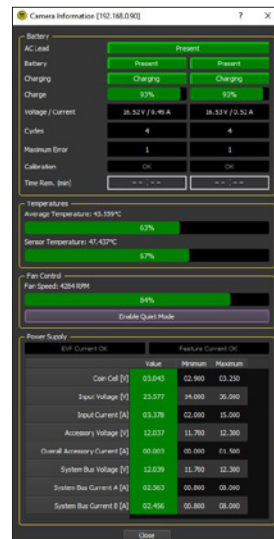 Camera Information [192.168.0.90] ? X
Battery
AC Lead Present
Battery Present Present
Charging Charging Charging
Charge 93% 93%
Voltage / Current 16.52 V / 0.49 A 16.53 V / 0.52 A
Cycles 4 4
Maximum Error 1 1
Calibration OK OK
Time Rem. (min) -- : -- -- : --
Temperatures
Average Temperature: 43.559°C
63%
Sensor Temperature: 47.437°C
67%
Fan Control
Fan Speed: 4284 RPM
84%
Enable Quiet Mode
Power Supply
EVF Current OK Feature Current OK
Value Minimum Maximum
Coin Cell [V] 03.043 02.900 03.250
Input Voltage [V] 23.577 14.000 36.000
Input Current [A] 03.378 02.000 15.000
Accessory Voltage [V] 12.037 11.700 12.300
Overall Accessory Current [A] 00.003 00.000 01.500
System Bus Voltage [V] 12.039 11.700 12.300
System Bus Current A [A] 02.563 00.800 08.000
System Bus Current B [A] 02.456 00.800 08.000
Close